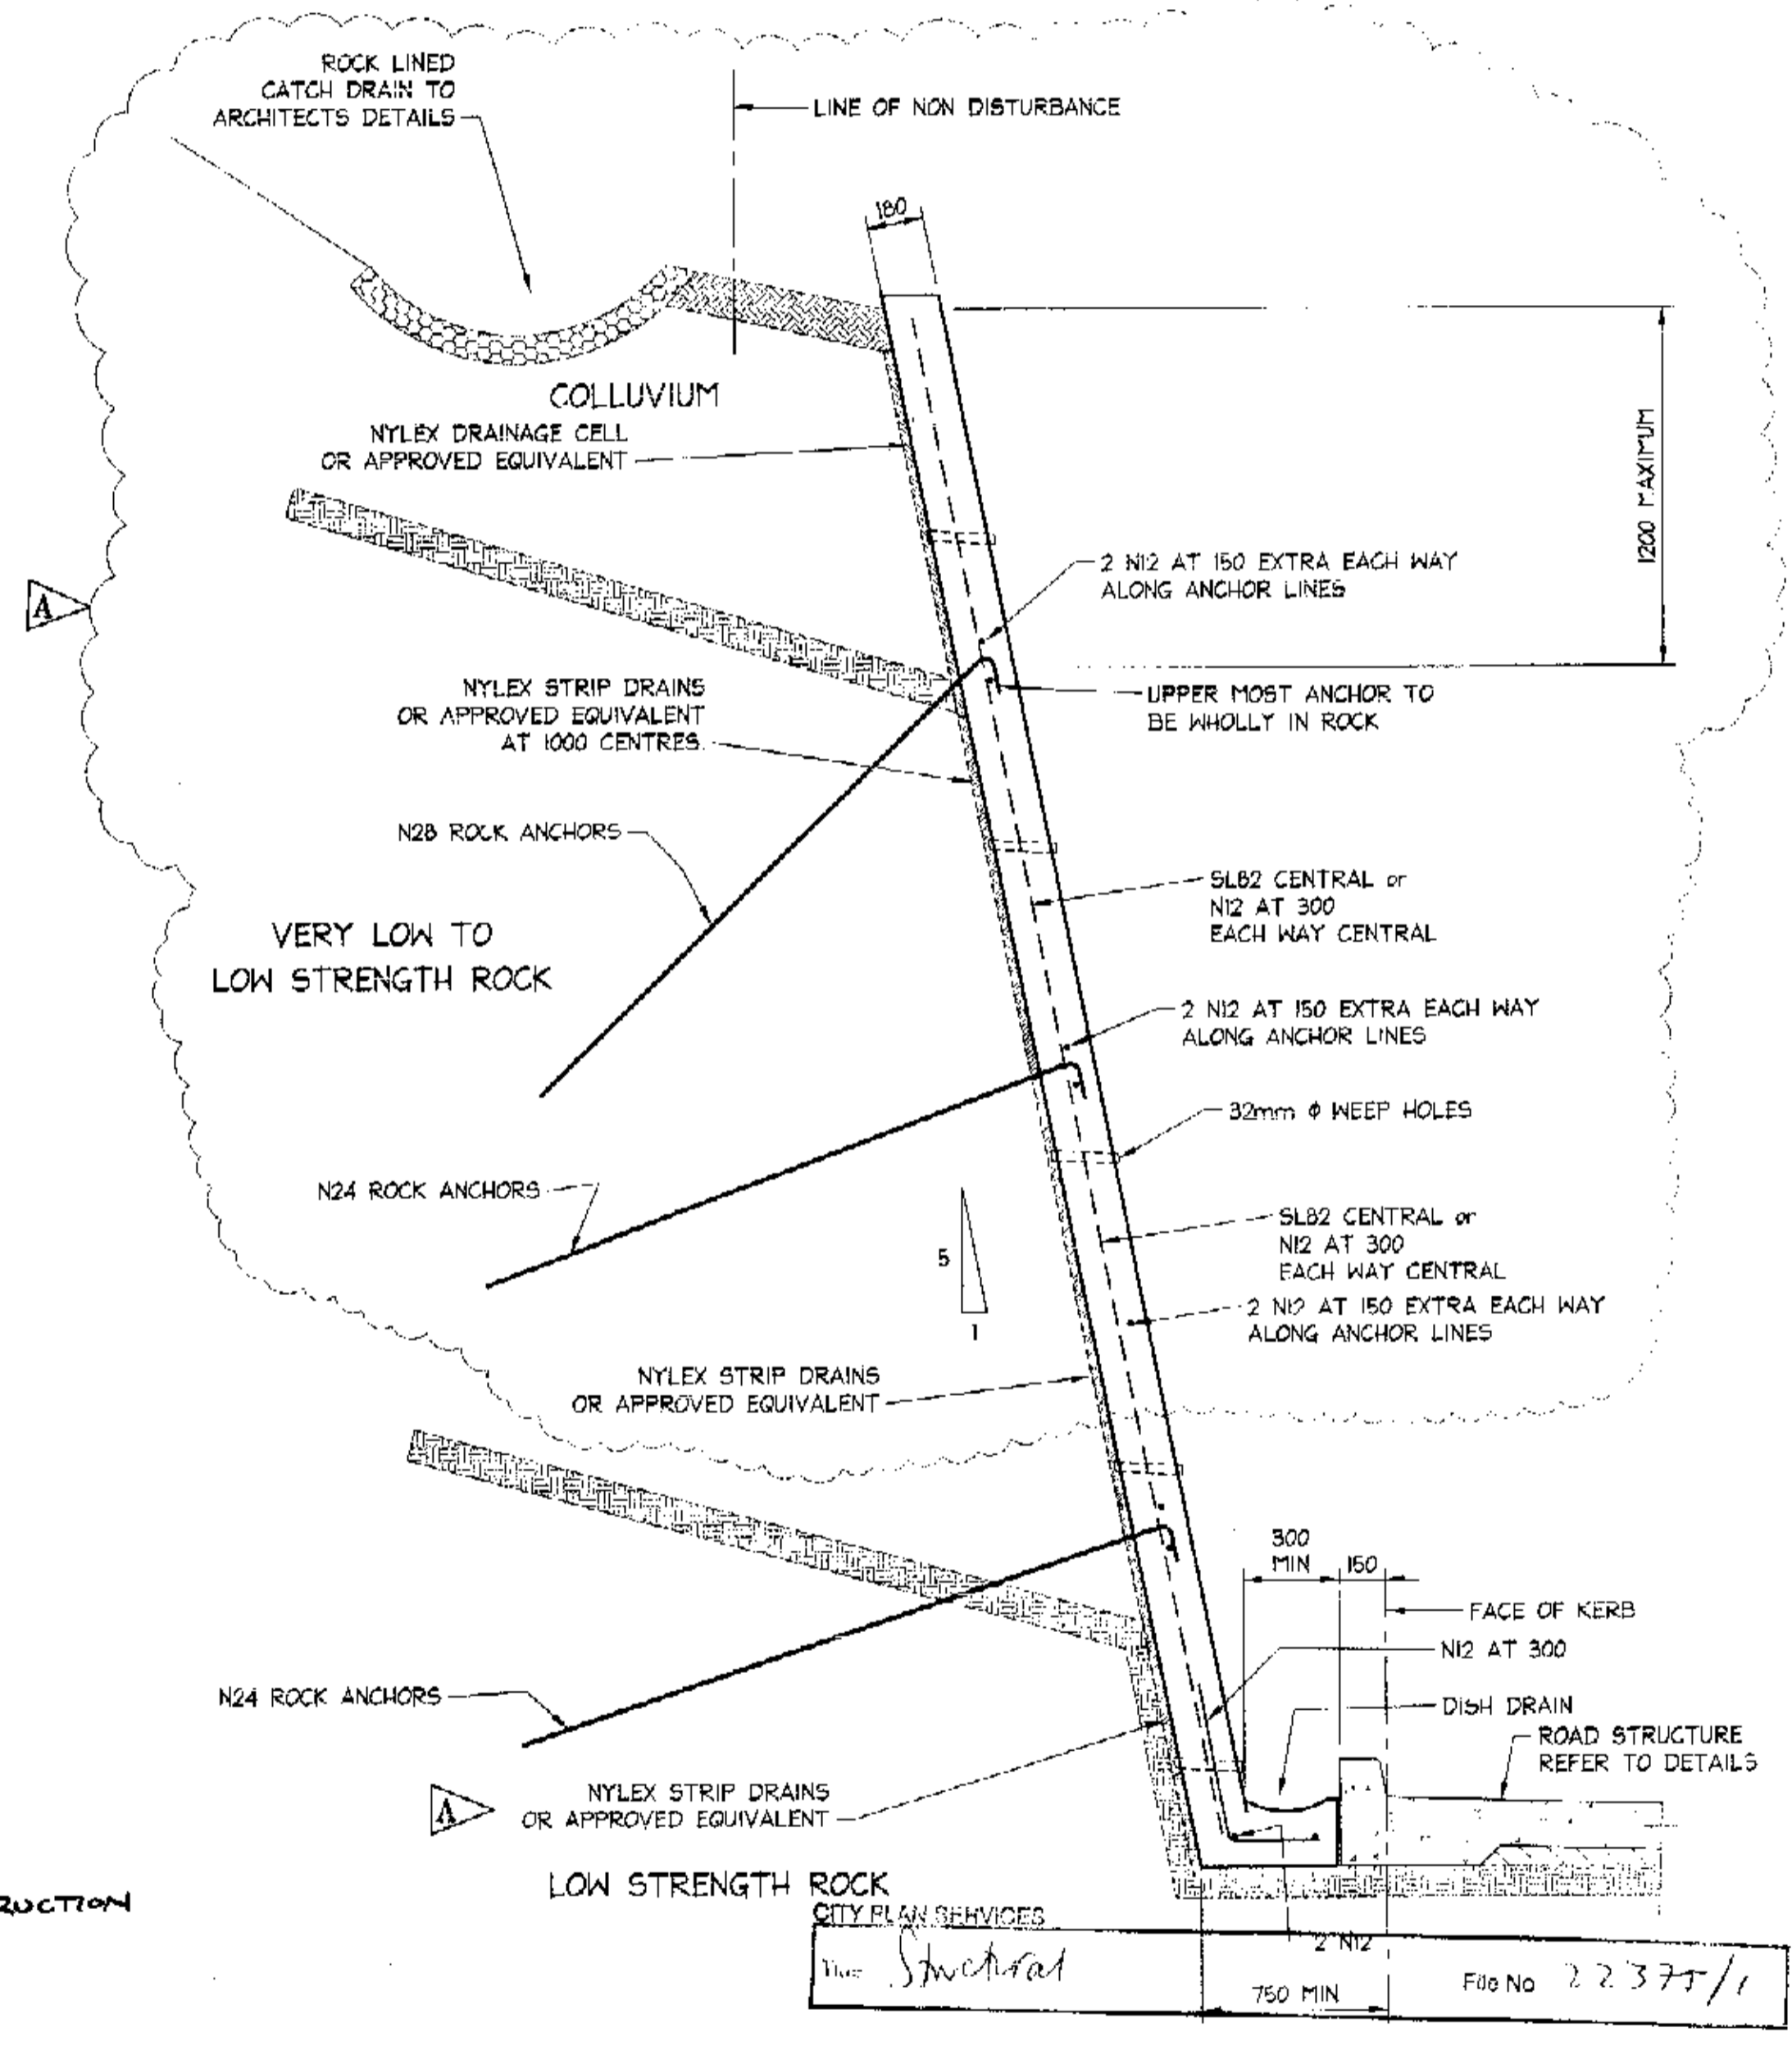 ROCK LINED
CATCH DRAIN TO
ARCHITECTS DETAILS
LINE OF NON DISTURBANCE
180
COLLUVIUM
NYLEX DRAINAGE CELL
OR APPROVED EQUIVALENT
1200 MAXIMUM
2 N12 AT 150 EXTRA EACH WAY
ALONG ANCHOR LINES
A
NYLEX STRIP DRAINS
OR APPROVED EQUIVALENT
AT 1000 CENTRES.
UPPER MOST ANCHOR TO
BE WHOLLY IN ROCK
N28 ROCK ANCHORS
SL82 CENTRAL or
N12 AT 300
EACH WAY CENTRAL
VERY LOW TO
LOW STRENGTH ROCK
2 N12 AT 150 EXTRA EACH WAY
ALONG ANCHOR LINES
32mm φ WEEP HOLES
N24 ROCK ANCHORS
5
1
SL82 CENTRAL or
N12 AT 300
EACH WAY CENTRAL
2 N12 AT 150 EXTRA EACH WAY
ALONG ANCHOR LINES
NYLEX STRIP DRAINS
OR APPROVED EQUIVALENT
300
MIN
150
FACE OF KERB
N12 AT 300
N24 ROCK ANCHORS
DISH DRAIN
ROAD STRUCTURE
REFER TO DETAILS
A
NYLEX STRIP DRAINS
OR APPROVED EQUIVALENT
LOW STRENGTH ROCK
RUCTION
CITY PLAN SERVICES
2 N12
Structural
File No
750 MIN